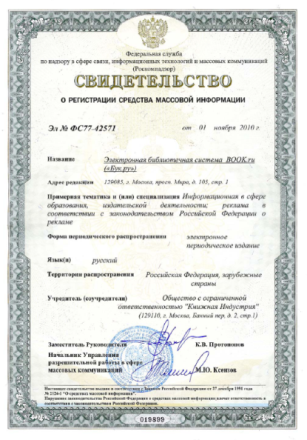 Федеральная служба
по надзору в сфере связи, информационных технологий и массовых коммуникаций
(Роскомнадзор)
СВИДЕТЕЛЬСТВО
О РЕГИСТРАЦИИ СРЕДСТВА МАССОВОЙ ИНФОРМАЦИИ
Эл № ФС77-42571 от 01 ноября 2010 г.
Название Электронная библиотечная система BOOK.ru
(«Бук.ру»)
Адрес редакции 129085, г. Москва, просп. Мира, д. 105, стр. 1
Примерная тематика и (или) специализация Информационная в сфере
образования, издательской деятельности; реклама в
соответствии с законодательством Российской Федерации о
рекламе
Форма периодического распространения электронное
периодическое издание
Язык(и) русский
Территория распространения Российская Федерация, зарубежные
страны
Учредитель (соучредители) Общество с ограниченной
ответственностью "Книжная Индустрия"
(129110, г. Москва, Банный пер, д. 2, стр.1)
Заместитель Руководителя К.В. Протопопов
Начальник Управления
разрешительной работы в сфере
массовых коммуникаций М.Ю. Ксензов
019899